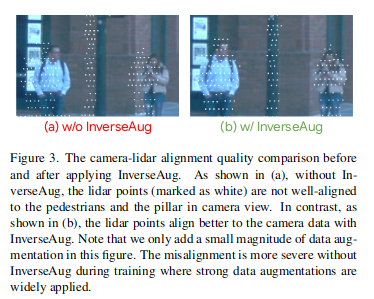 (a) w/o InverseAug
(b) w/ InverseAug
Figure 3. The camera-lidar alignment quality comparison before
and after applying InverseAug. As shown in (a), without In-
verseAug, the lidar points (marked as white) are not well-aligned
to the pedestrians and the pillar in camera view. In contrast, as
shown in (b), the lidar points align better to the camera data with
InverseAug. Note that we only add a small magnitude of data aug-
mentation in this figure. The misalignment is more severe without
InverseAug during training where strong data augmentations are
widely applied.